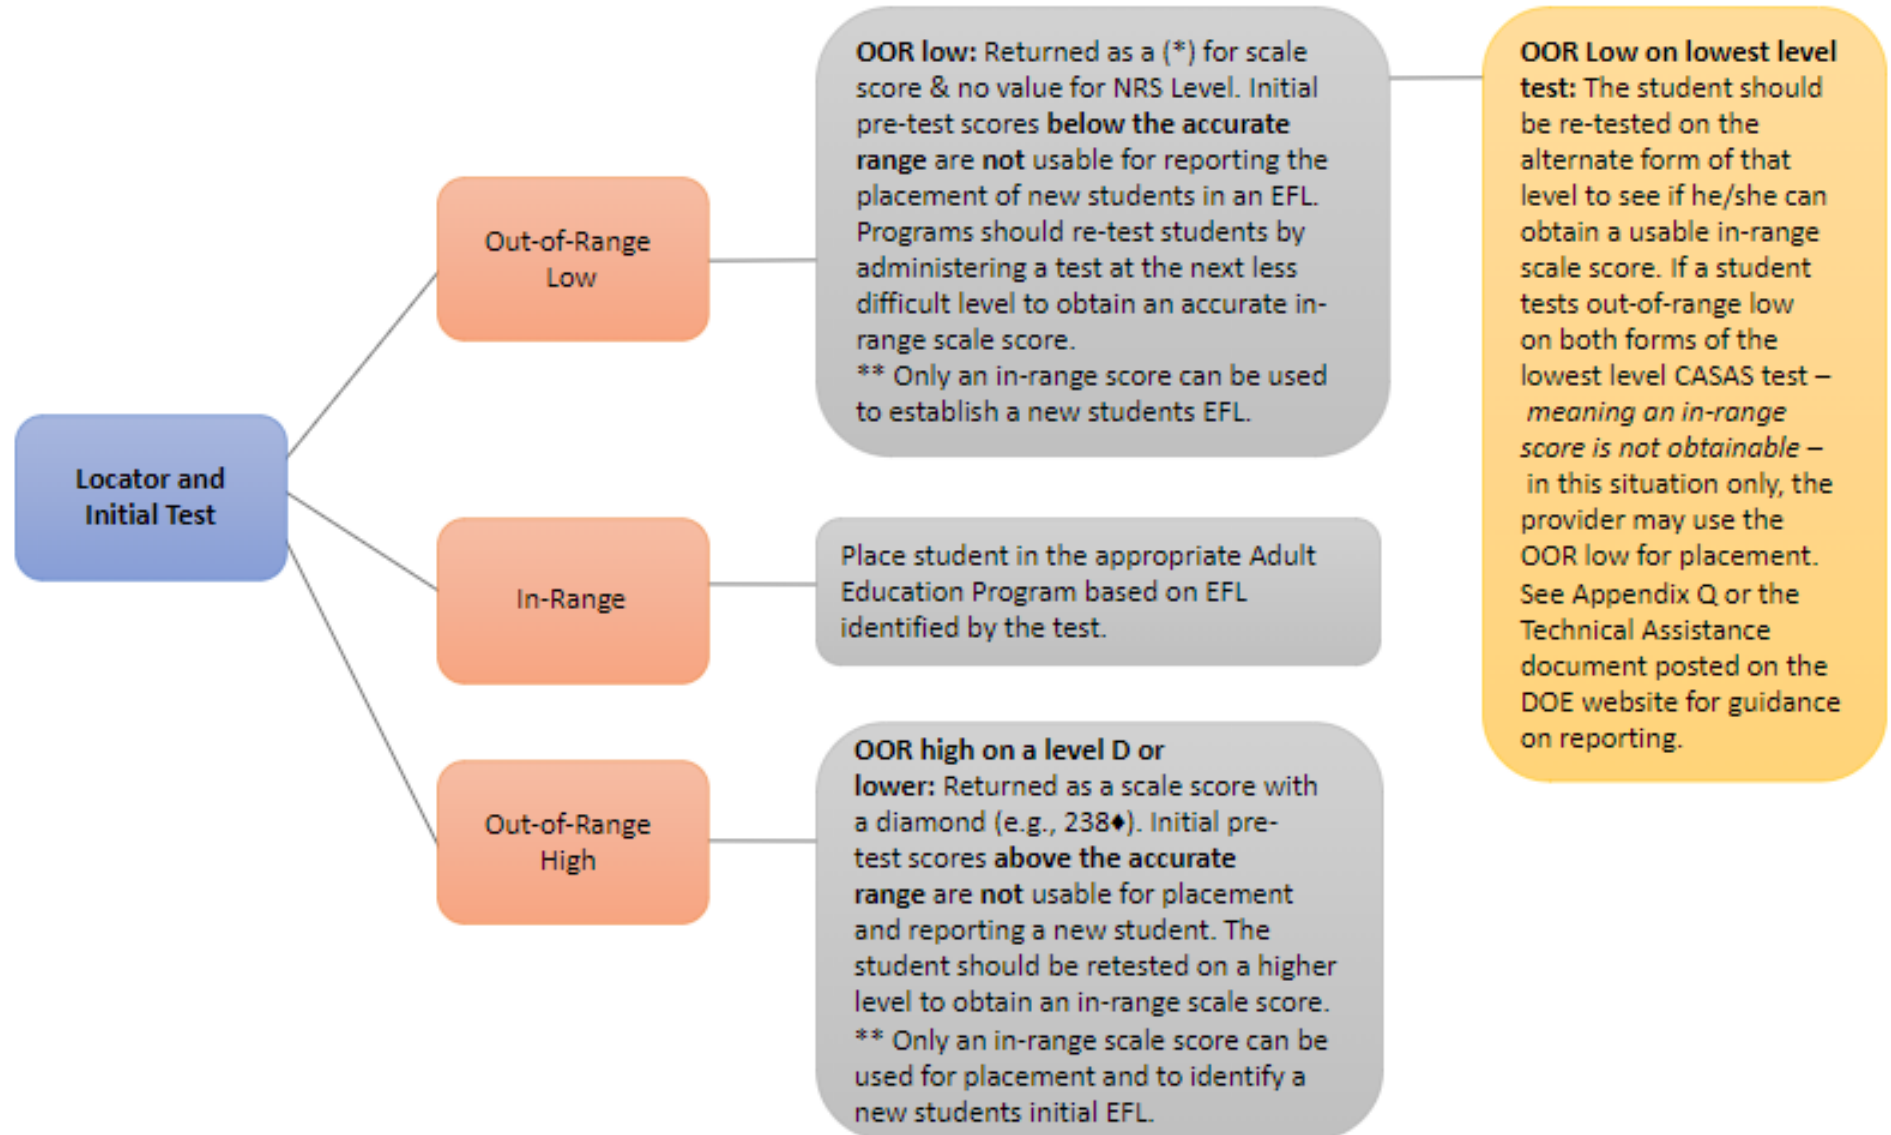 Locator and
Initial Test
Out-of-Range
Low
OOR low: Returned as a (*) for scale
score & no value for NRS Level. Initial
pre-test scores below the accurate
range are not usable for reporting the
placement of new students in an EFL.
Programs should re-test students by
administering a test at the next less
difficult level to obtain an accurate in-
range scale score.
** Only an in-range score can be used
to establish a new students EFL.
OOR Low on lowest level
test: The student should
be re-tested on the
alternate form of that
level to see if he/she can
obtain a usable in-range
scale score. If a student
tests out-of-range low
on both forms of the
lowest level CASAS test –
meaning an in-range
score is not obtainable –
in this situation only, the
provider may use the
OOR low for placement.
See Appendix Q or the
Technical Assistance
document posted on the
DOE website for guidance
on reporting.
In-Range
Place student in the appropriate Adult
Education Program based on EFL
identified by the test.
Out-of-Range
High
OOR high on a level D or
lower: Returned as a scale score with
a diamond (e.g., 238♦). Initial pre-
test scores above the accurate
range are not usable for placement
and reporting a new student. The
student should be retested on a higher
level to obtain an in-range scale score.
** Only an in-range scale score can be
used for placement and to identify a
new students initial EFL.